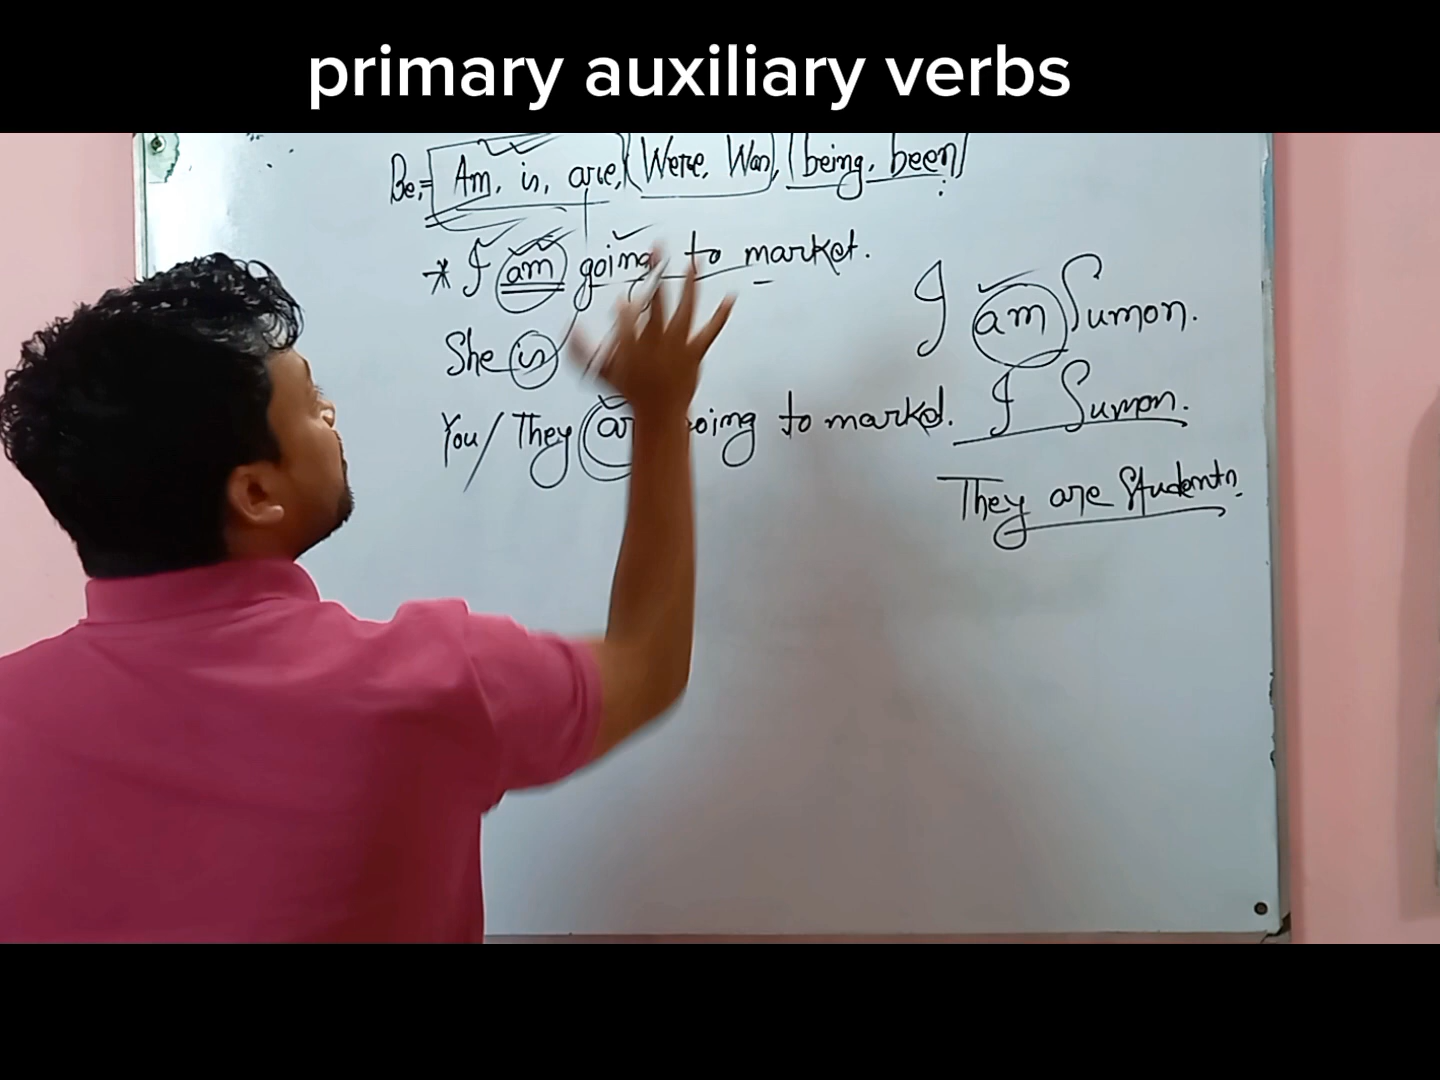 primary auxiliary verbs
Be,= Am, is, are, Were, Was, being, been
* I am going to market.
I am Sumon.
She is
You/ They are going to market.
I Sumon.
They are Students.